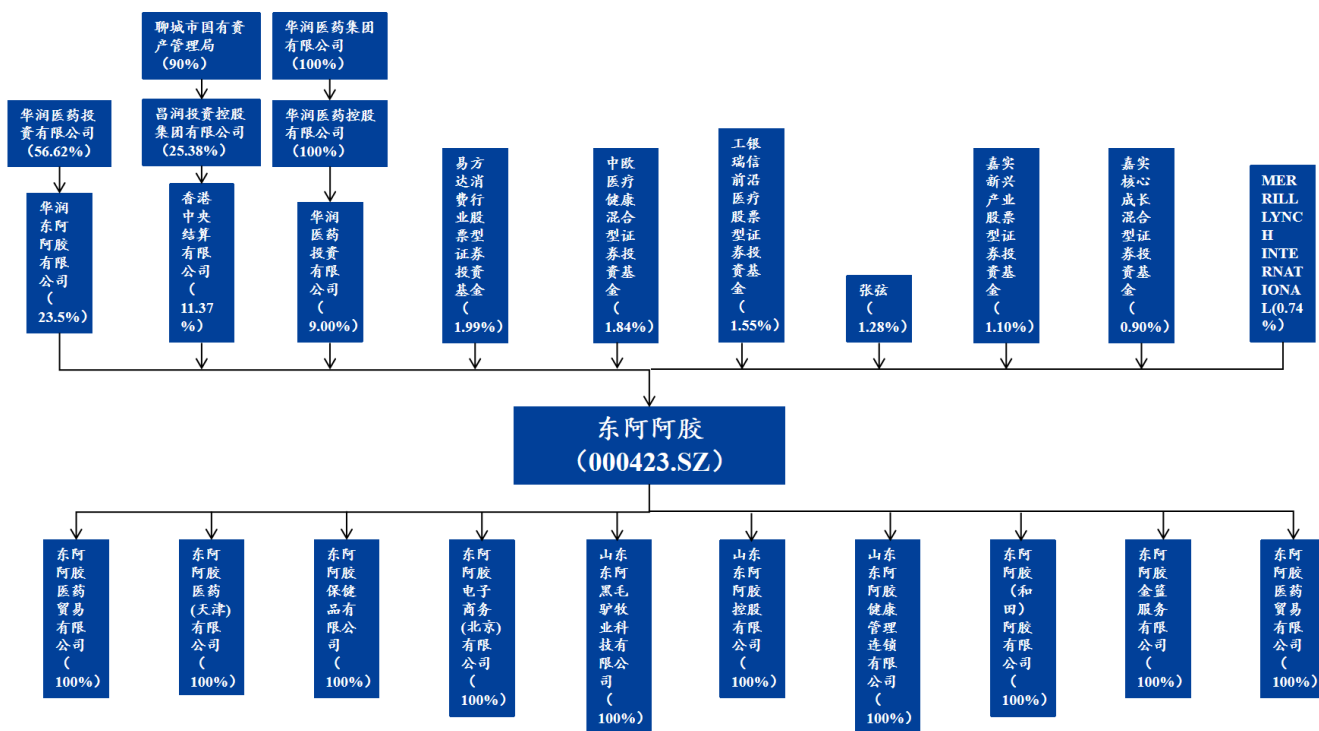 聊城市国有资
产管理局
（90%）
华润医药集团
有限公司
（100%）
华润医药投
资有限公司
（56.62%）
昌润投资控股
集团有限公司
（25.38%）
华润医药控股
有限公司
（100%）
华润
东阿
阿胶
有限
公司
（
23.5%）
香港
中央
结算
有限
公司
（
11.37
%）
华润
医药
投资
有限
公司
（
9.00%）
易方
达消
费行
业股
票型
证券
投资
基金
（
1.99%）
中欧
医疗
健康
混合
型证
券投
资基
金（
1.84%）
工银
瑞信
前沿
医疗
股票
型证
券投
资基
金（
1.55%）
张弦
（
1.28%）
嘉实
新兴
产业
股票
型证
券投
资基
金（
1.10%）
嘉实
核心
成长
混合
型证
券投
资基
金（
0.90%）
MER
RILL
LYNC
H
INTE
RNAT
IONA
L(0.74
%）
东阿阿胶
（000423.SZ）
东阿
阿胶
医药
贸易
有限
公司（
100%）
东阿
阿胶
医药
(天津)
有限
公司（
100%）
东阿
阿胶
保健
品有
限公
司（
100%）
东阿
阿胶
电子
商务
(北京)
有限
公司（
100%）
山东
东阿
黑毛
驴牧
业科
技有
限公
司
（
100%）
山东
东阿
阿胶
控股
有限
公司（
100%）
山东
东阿
阿胶
健康
管理
连锁
有限
公司
（
100%）
东阿
阿胶
（和
田）
阿胶
有限
公司（
100%）
东阿
阿胶
金篮
服务
有限
公司（
100%）
东阿
阿胶
医药
贸易
有限
公司（
100%）